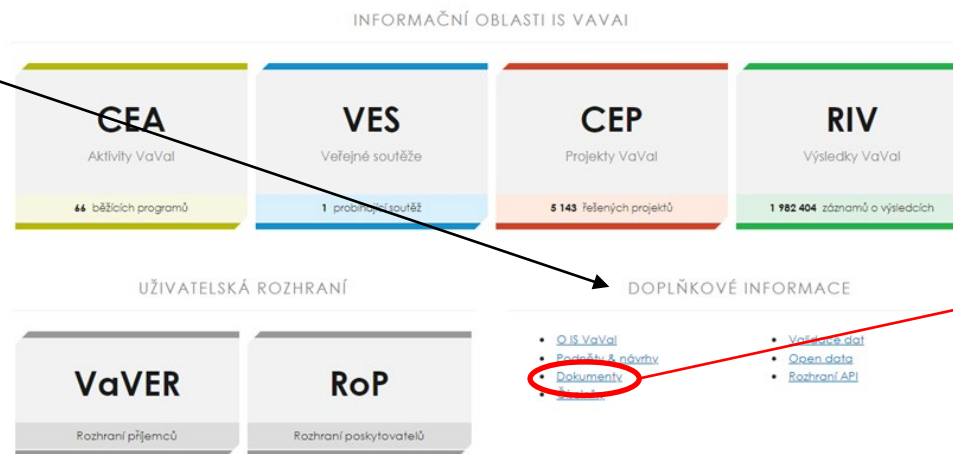 INFORMAČNÍ OBLASTI IS VAVAI
CEA
Aktivity VaVaI
66 běžících programů
VES
Veřejné soutěže
1 probíhající soutěž
CEP
Projekty VaVaI
5 143 řešených projektů
RIV
Výsledky VaVaI
1 982 404 záznamů o výsledcích
UŽIVATELSKÁ ROZHRANÍ
VaVER
Rozhraní příjemců
RoP
Rozhraní poskytovatelů
DOPLŇKOVÉ INFORMACE
O IS VaVaI
Podněty & návrhy
Dokumenty
Číselníky
Validace dat
Open data
Rozhraní API